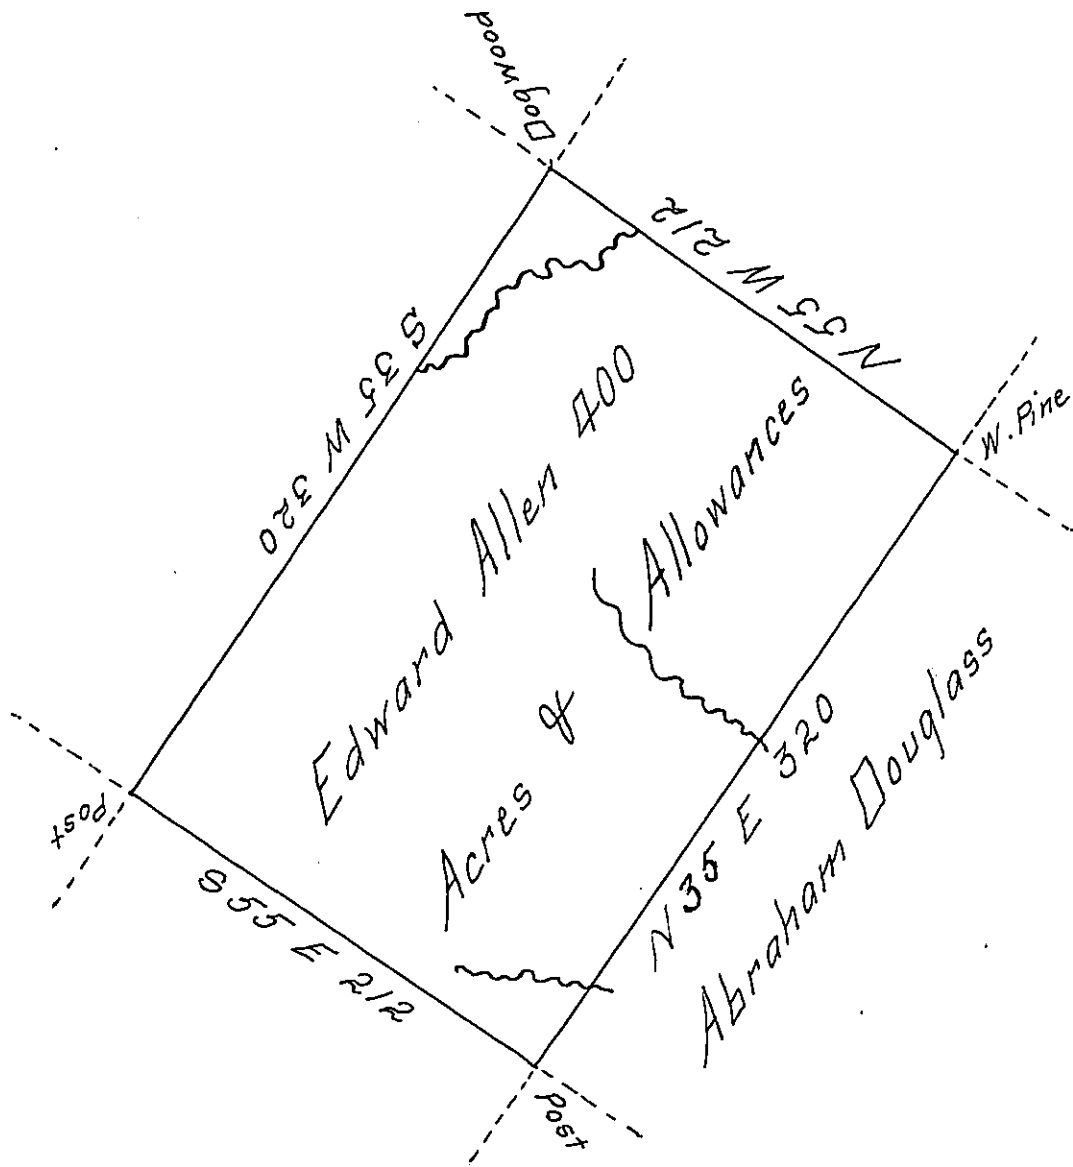 Dogwood
N 55 W 212
S 35 W 320
W. Pine
Edward Allen 400
Acres & Allowances
Post
S 55 E 212
N 35 E 320
Abraham Douglass
Post